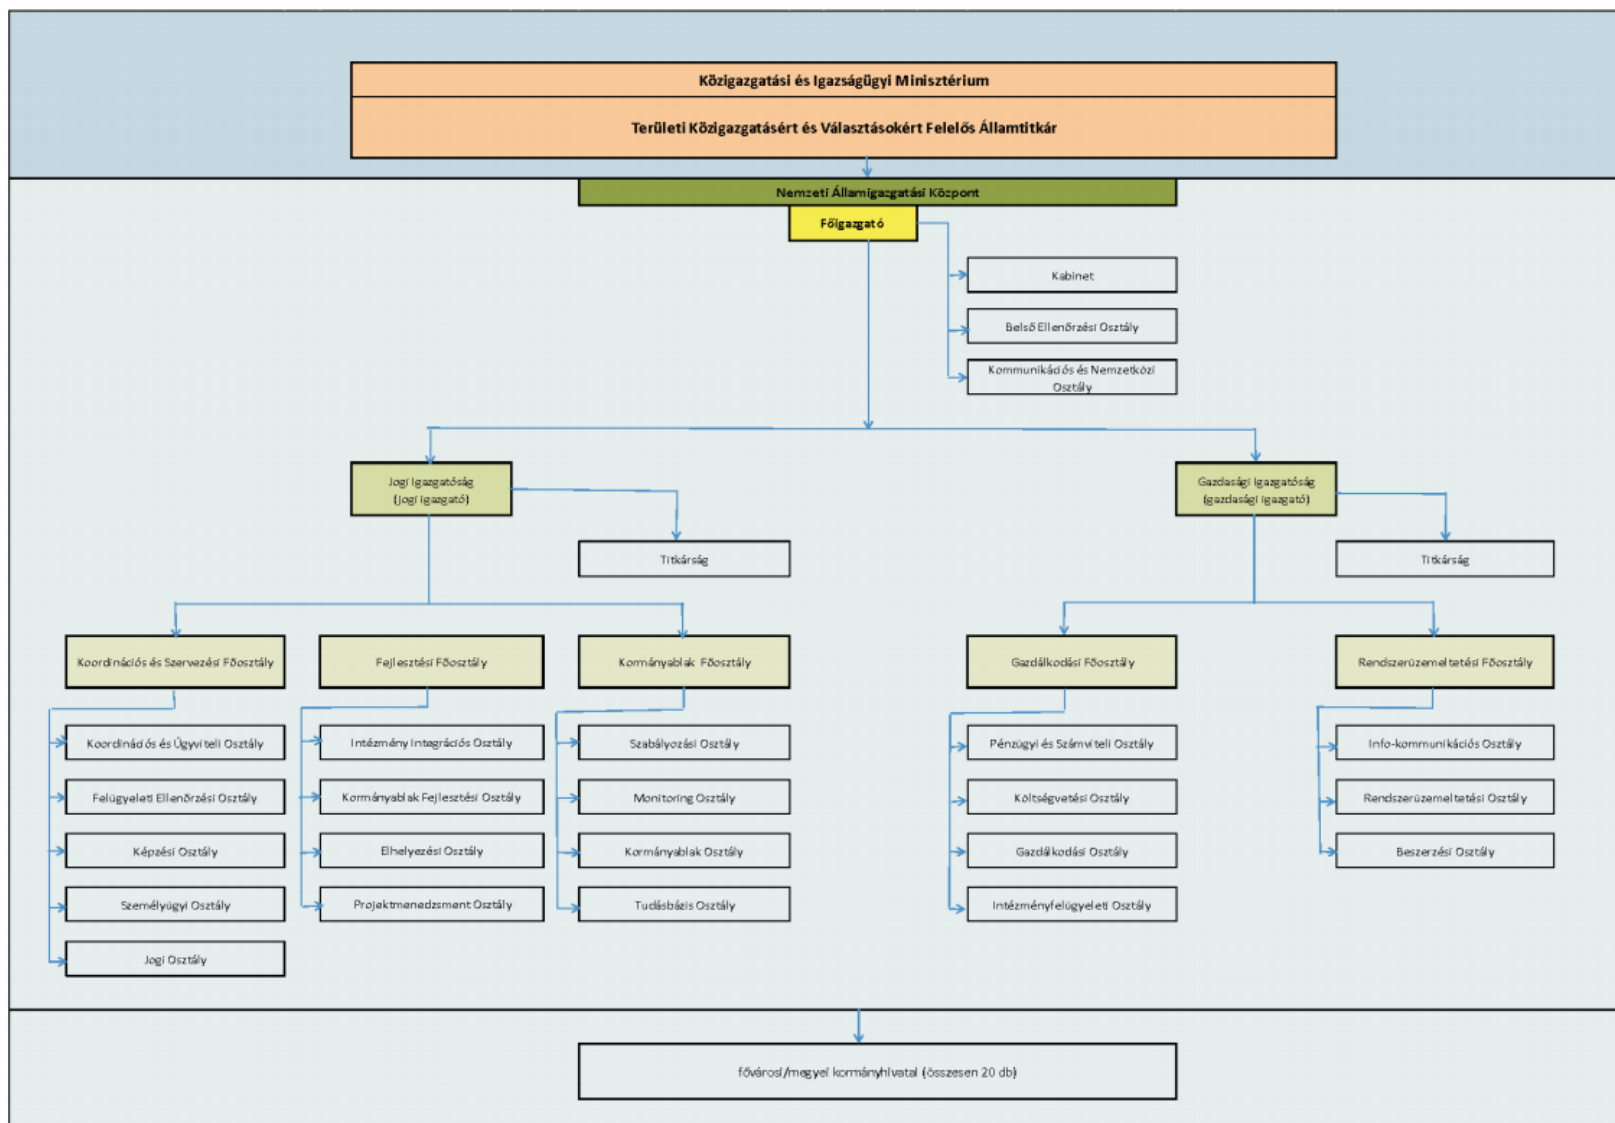 Közigazgatási és Igazságügyi Minisztérium
Területi Közigazgatásért és Választásokért Felelős Államtitkár
Nemzeti Államigazgatási Központ
Főigazgató
Kabinet
Belső Ellenőrzési Osztály
Kommunikációs és Nemzetközi
Osztály
Jogi Igazgatóság
(jogi igazgató)
Gazdasági Igazgatóság
(gazdasági igazgató)
Titkárság
Titkárság
Koordinációs és Szervezési Főosztály
Fejlesztési Főosztály
Kormányablak Főosztály
Gazdálkodási Főosztály
Rendszerüzemeltetési Főosztály
Koordinációs és Ügyviteli Osztály
Intézmény Integrációs Osztály
Szabályozási Osztály
Pénzügyi és Számviteli Osztály
Info-kommunikációs Osztály
Felügyeleti Ellenőrzési Osztály
Kormányablak Fejlesztési Osztály
Monitoring Osztály
Költségvetési Osztály
Rendszerüzemeltetési Osztály
Képzési Osztály
Elhelyezési Osztály
Kormányablak Osztály
Gazdálkodási Osztály
Beszerzési Osztály
Személyügyi Osztály
Projektmenedzsment Osztály
Tudásbázis Osztály
Intézményfelügyeleti Osztály
Jogi Osztály
fővárosi/megyei kormányhivatal (összesen 20 db)